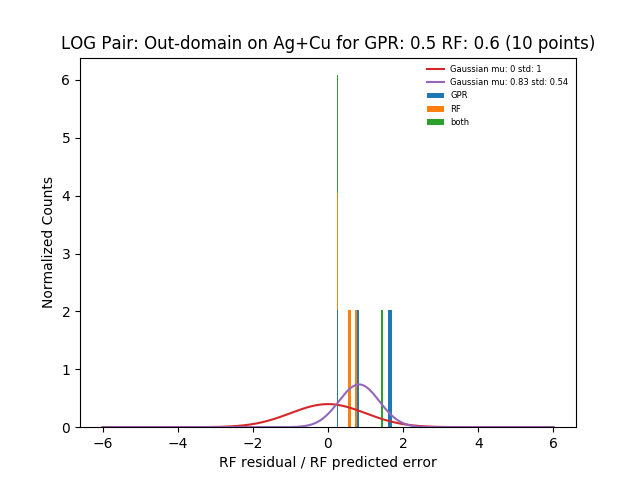 LOG Pair: Out-domain on Ag+Cu for GPR: 0.5 RF: 0.6 (10 points)
Gaussian mu: 0 std: 1
Gaussian mu: 0.83 std: 0.54
GPR
RF
both
Normalized Counts
6
5
4
3
2
1
0
−6 −4 −2 0 2 4 6
RF residual / RF predicted error